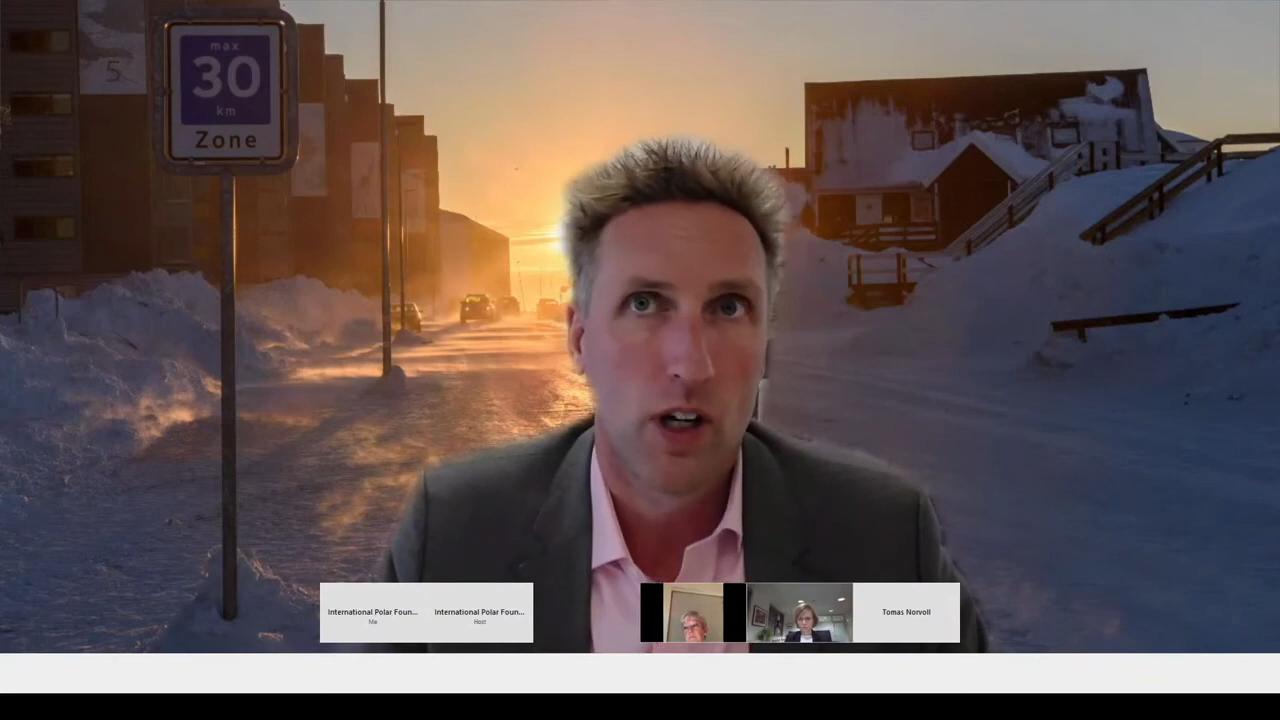 max
30
km
Zone
5
International Polar Foun...
Me
International Polar Foun...
Host
Tomas Norvoll